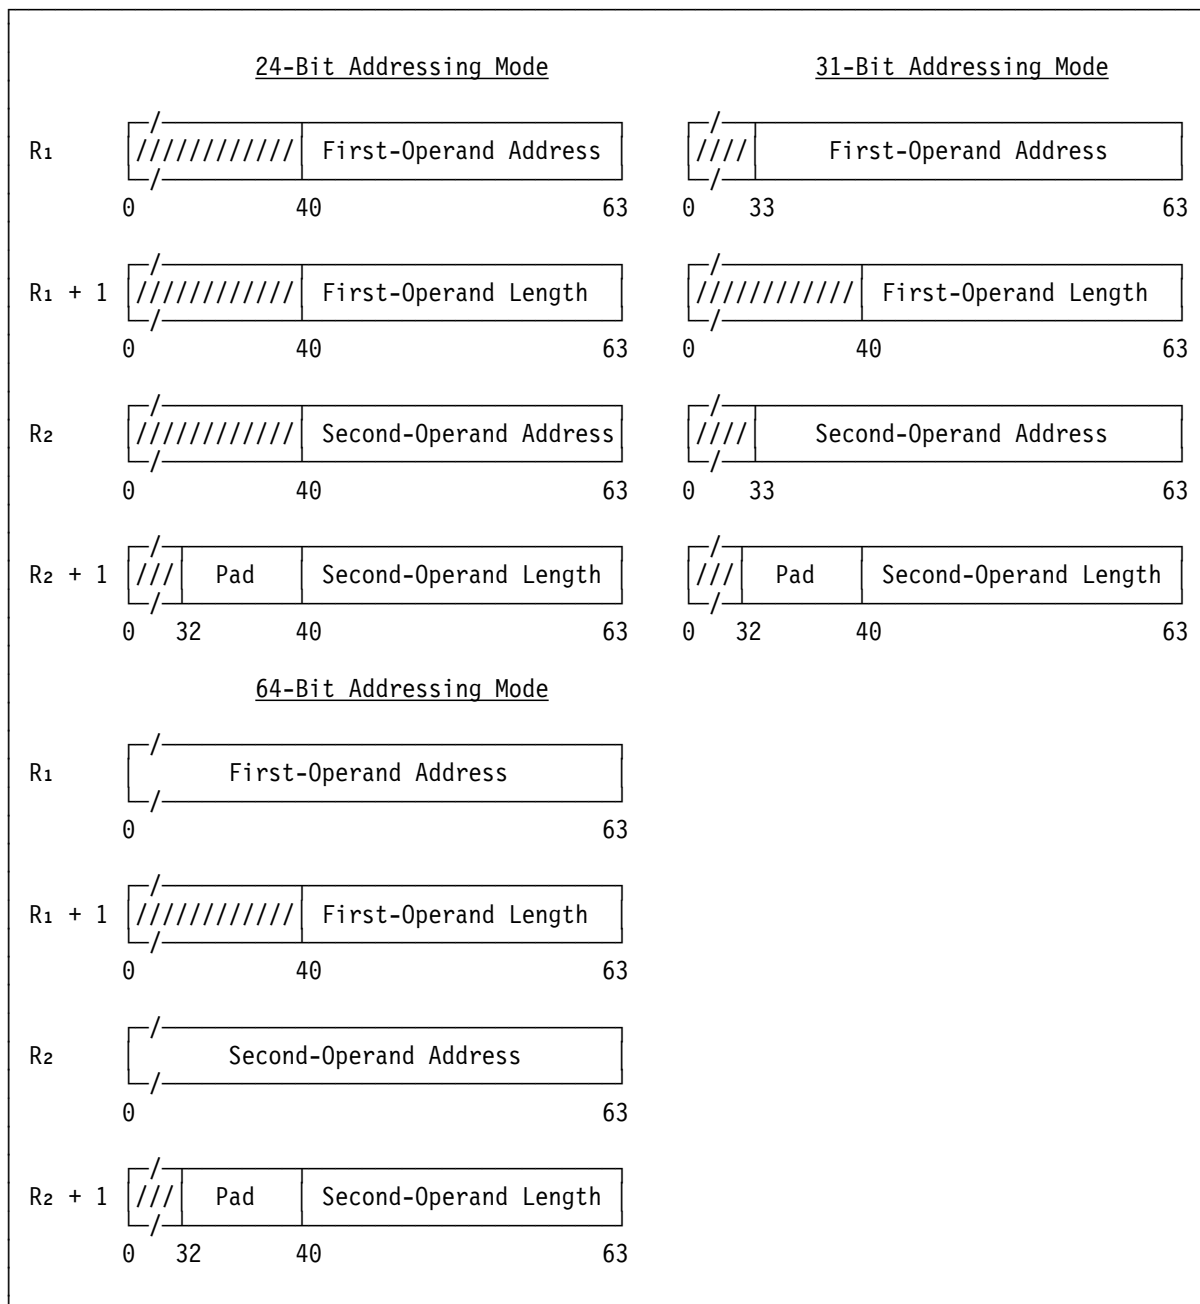 24-Bit Addressing Mode 31-Bit Addressing Mode
R₁ //////////// First-Operand Address //// First-Operand Address
0 40 63 0 33 63
R₁ + 1 //////////// First-Operand Length //////////// First-Operand Length
0 40 63 0 40 63
R₂ //////////// Second-Operand Address //// Second-Operand Address
0 40 63 0 33 63
R₂ + 1 /// Pad Second-Operand Length /// Pad Second-Operand Length
0 32 40 63 0 32 40 63
64-Bit Addressing Mode
R₁ First-Operand Address
0 63
R₁ + 1 //////////// First-Operand Length
0 40 63
R₂ Second-Operand Address
0 63
R₂ + 1 /// Pad Second-Operand Length
0 32 40 63